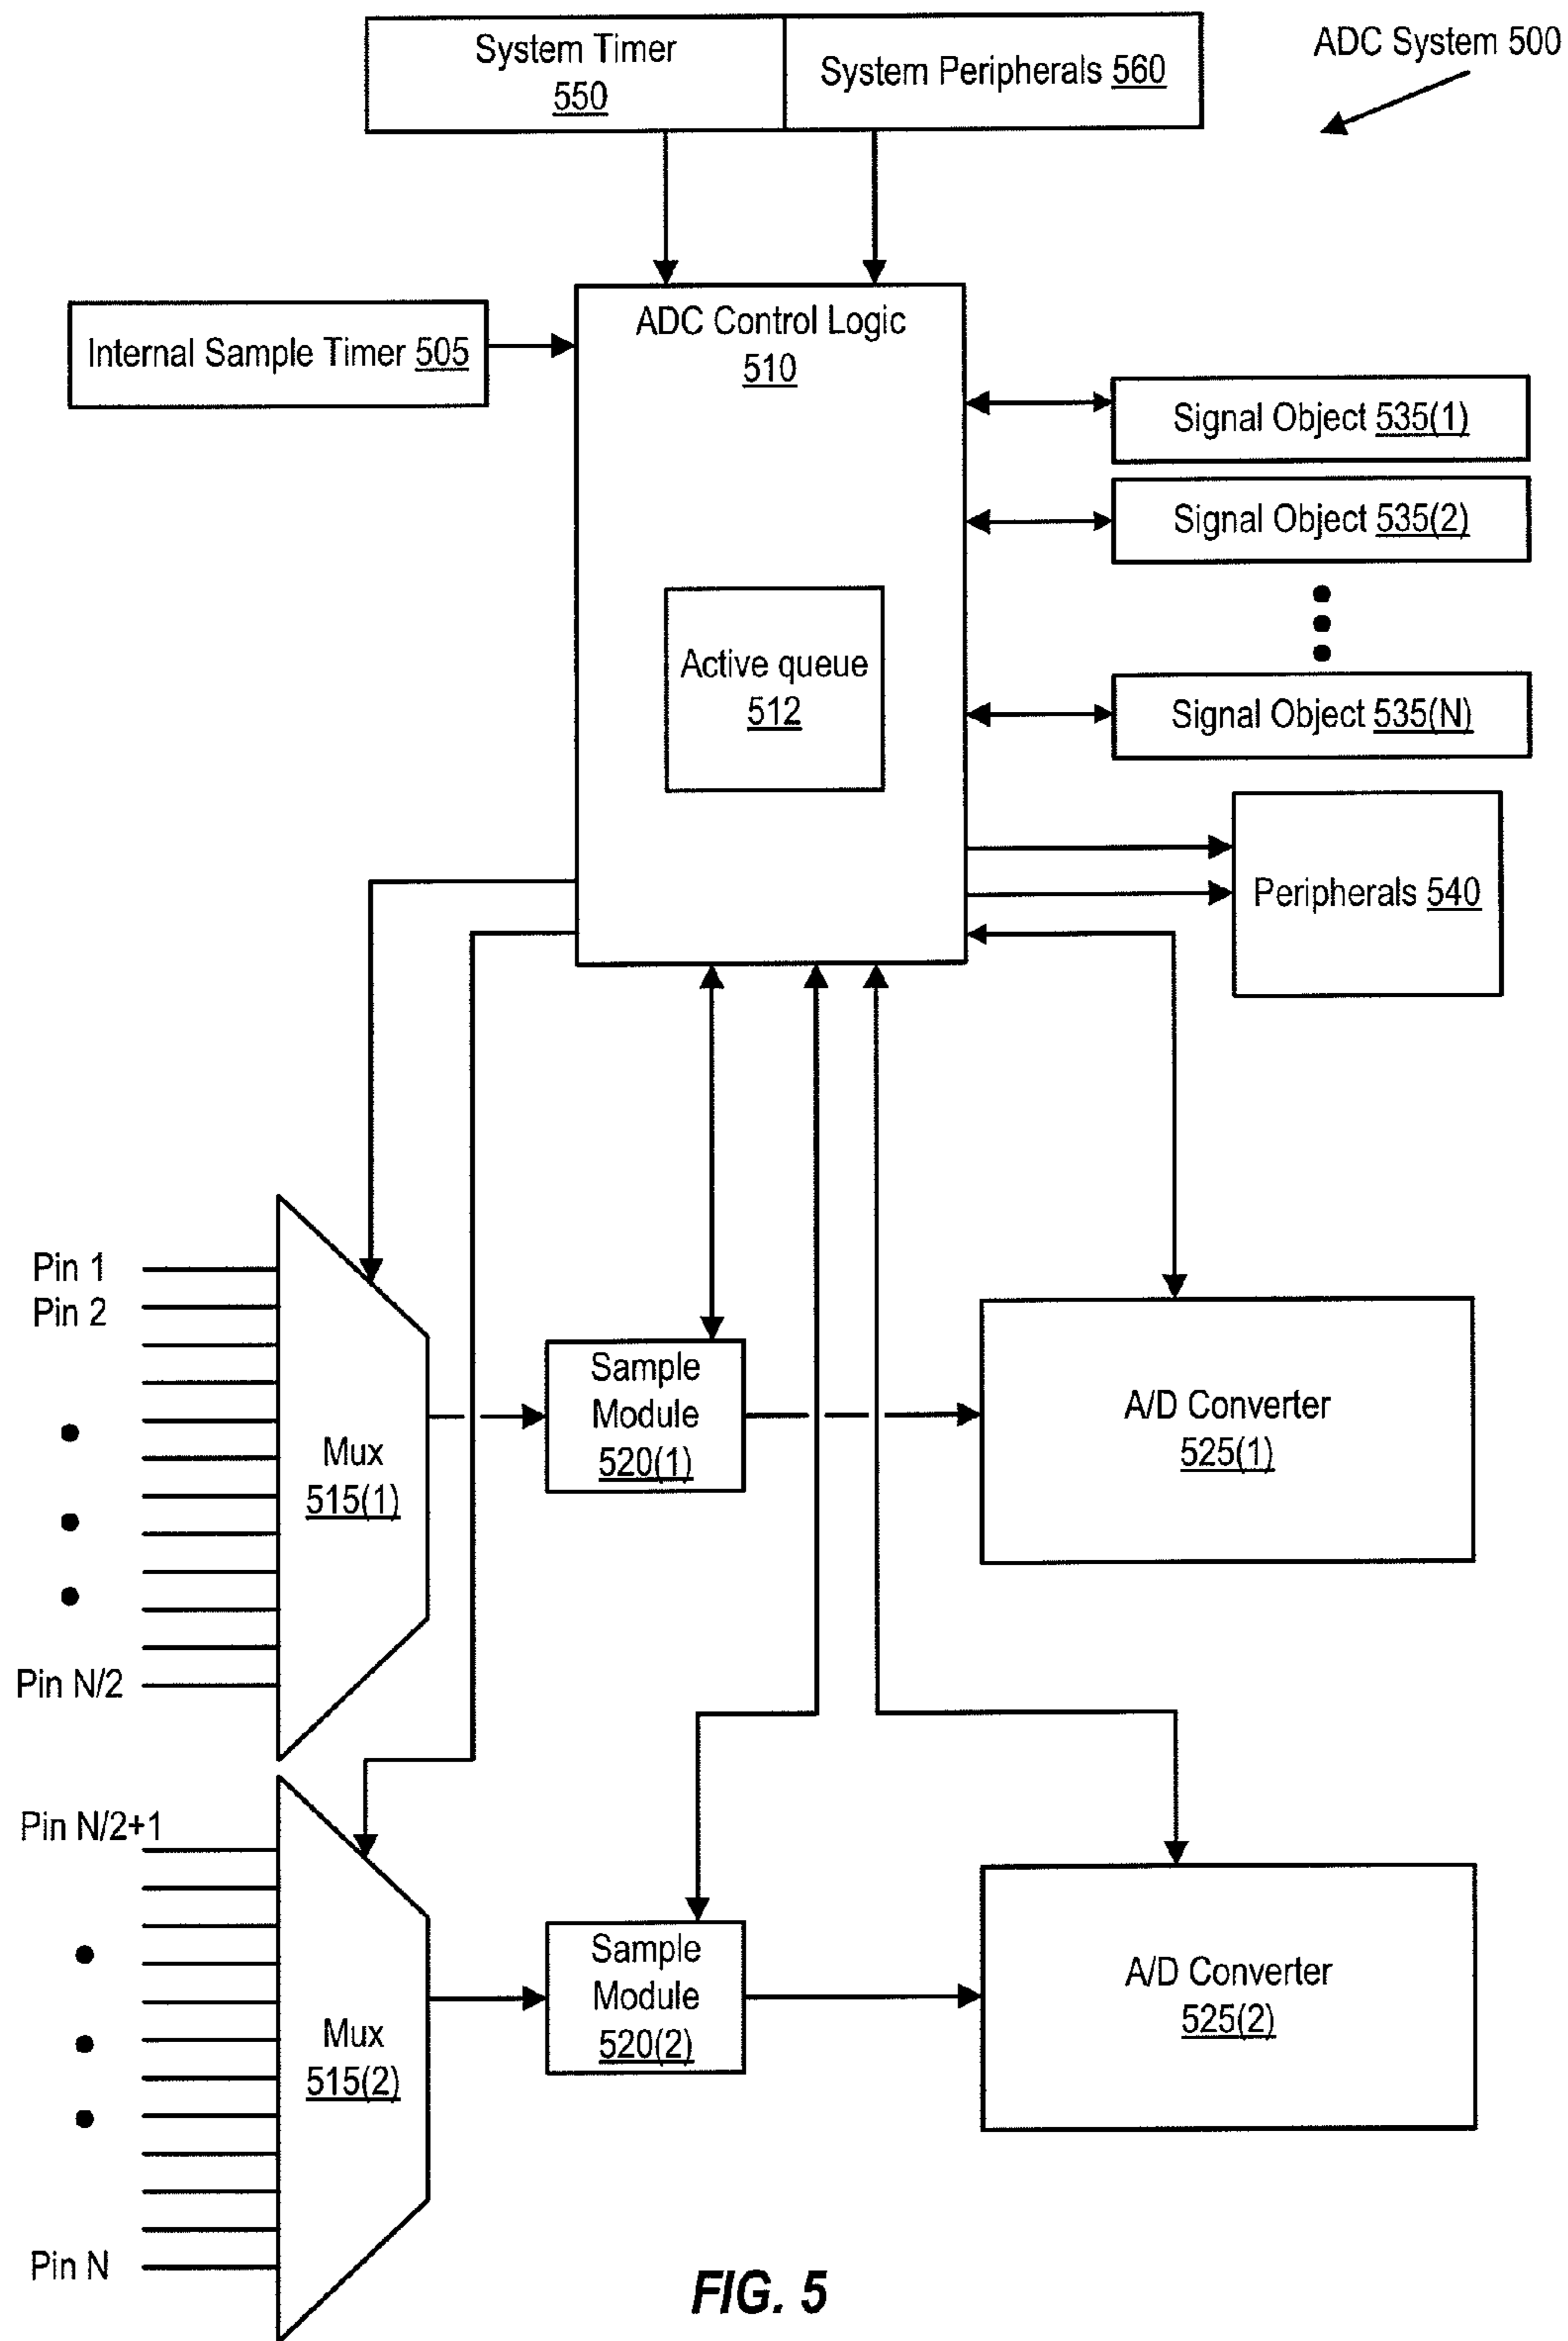 System Timer
550
System Peripherals 560
ADC System 500
Internal Sample Timer 505
ADC Control Logic
510
Signal Object 535(1)
Signal Object 535(2)
Signal Object 535(N)
Active queue
512
Peripherals 540
Pin 1
Pin 2
Pin N/2
Mux
515(1)
Sample
Module
520(1)
A/D Converter
525(1)
Pin N/2+1
Pin N
Mux
515(2)
Sample
Module
520(2)
A/D Converter
525(2)
FIG. 5